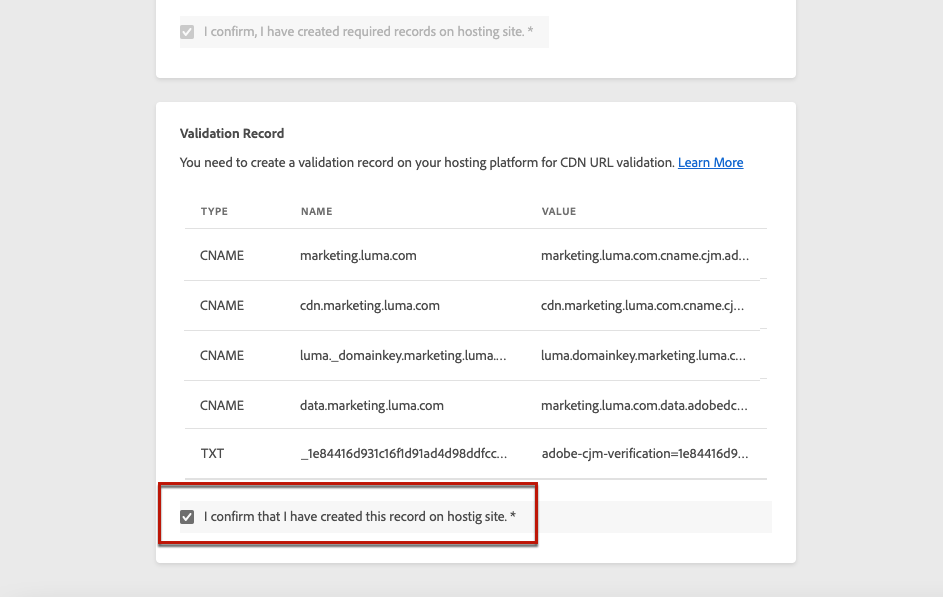 I confirm, I have created required records on hosting site. *
Validation Record
You need to create a validation record on your hosting platform for CDN URL validation. Learn More
TYPE NAME VALUE
CNAME marketing.luma.com marketing.luma.com.cname.cjm.ad...
CNAME cdn.marketing.luma.com cdn.marketing.luma.com.cname.cj...
CNAME luma._domainkey.marketing.luma.... luma.domainkey.marketing.luma.c...
CNAME data.marketing.luma.com marketing.luma.com.data.adobedc...
TXT _1e84416d931c16f1d91ad4d98ddfcc... adobe-cjm-verification=1e84416d9...
I confirm that I have created this record on hostig site. *